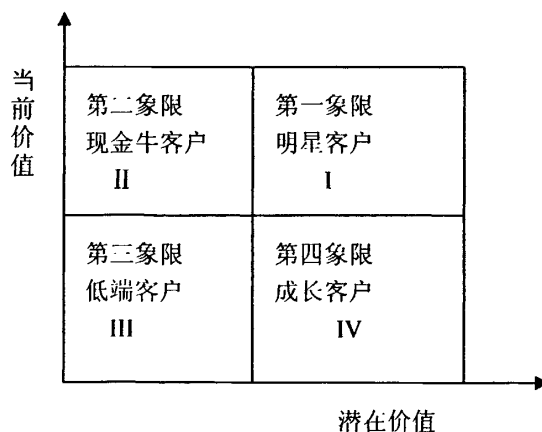 当前价值
第二象限
现金牛客户
II
第一象限
明星客户
I
第三象限
低端客户
III
第四象限
成长客户
IV
潜在价值